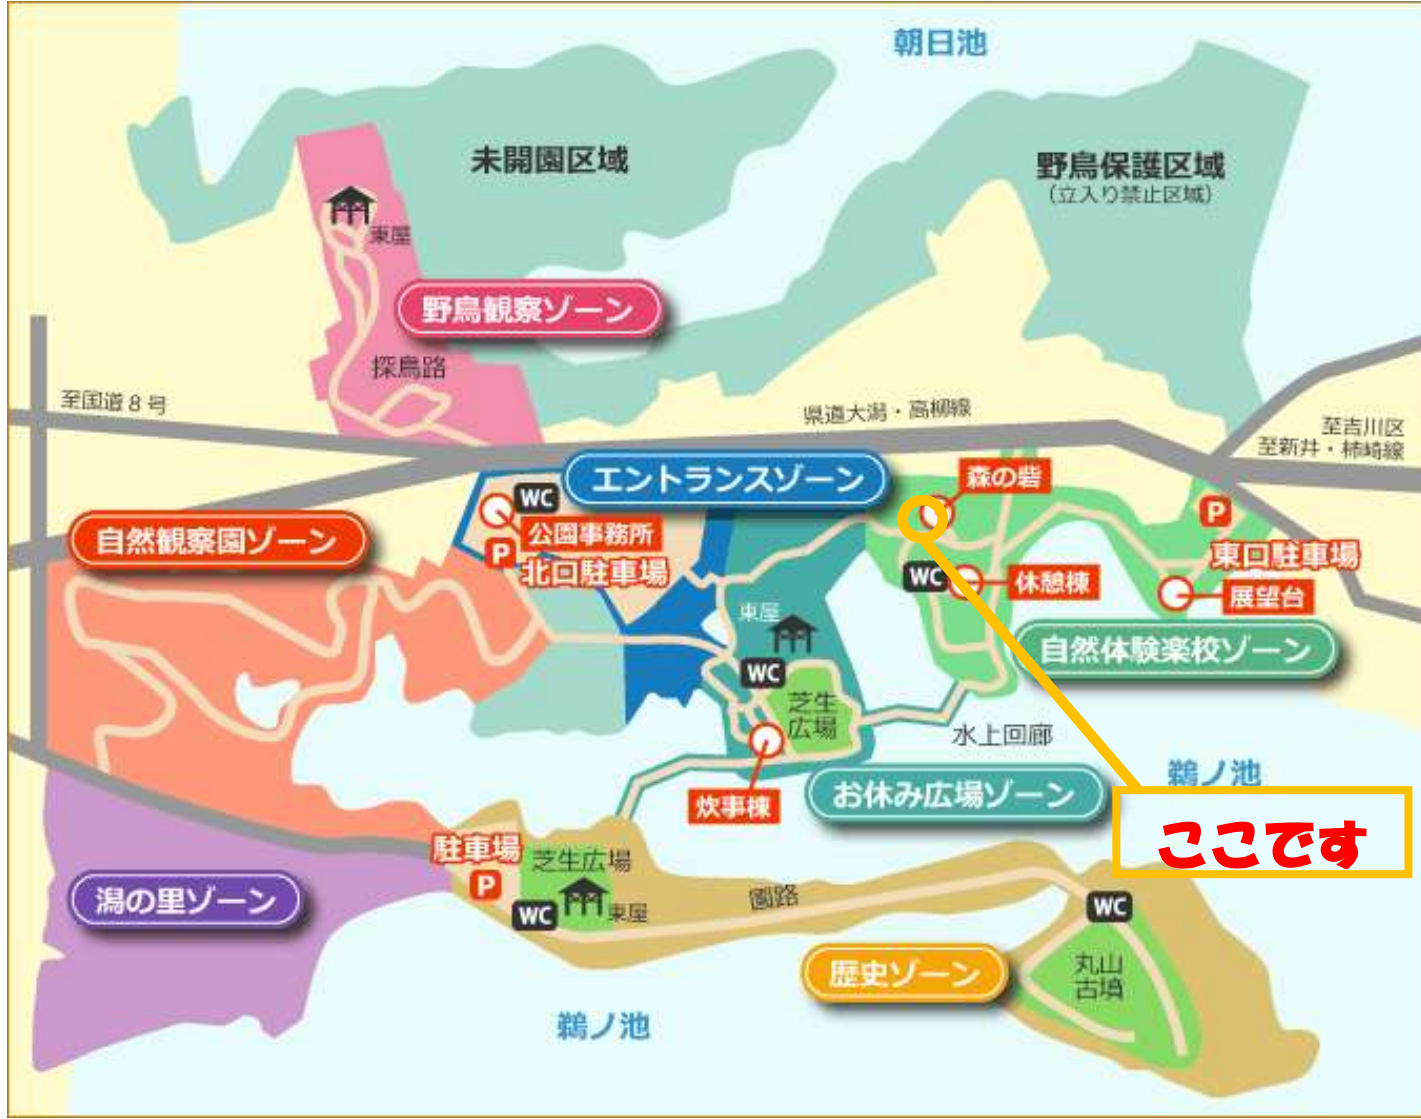 朝日池
未開園区域
野鳥保護区域
(立入り禁止区域)
東屋
野鳥観察ゾーン
探鳥路
至国道8号
県道大潟・高柳線
至吉川区
至新井・柿崎線
エントランスゾーン
森の砦
WC
公園事務所
P
北口駐車場
自然観察園ゾーン
P
東口駐車場
WC
休憩棟
展望台
東屋
自然体験楽校ゾーン
WC
芝生
広場
水上回廊
炊事棟
お休み広場ゾーン
鵜ノ池
ここです
駐車場
P
芝生広場
WC
東屋
園路
潟の里ゾーン
WC
丸山
古墳
歴史ゾーン
鵜ノ池